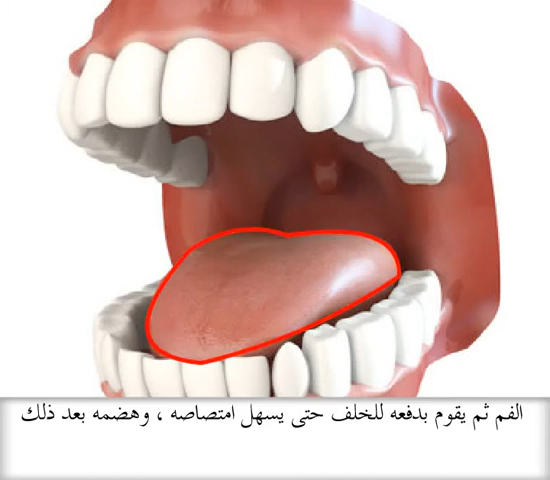 الفم ثم يقوم بدفعه للخلف حتى يسهل امتصاصه ، وهضمه بعد ذلك